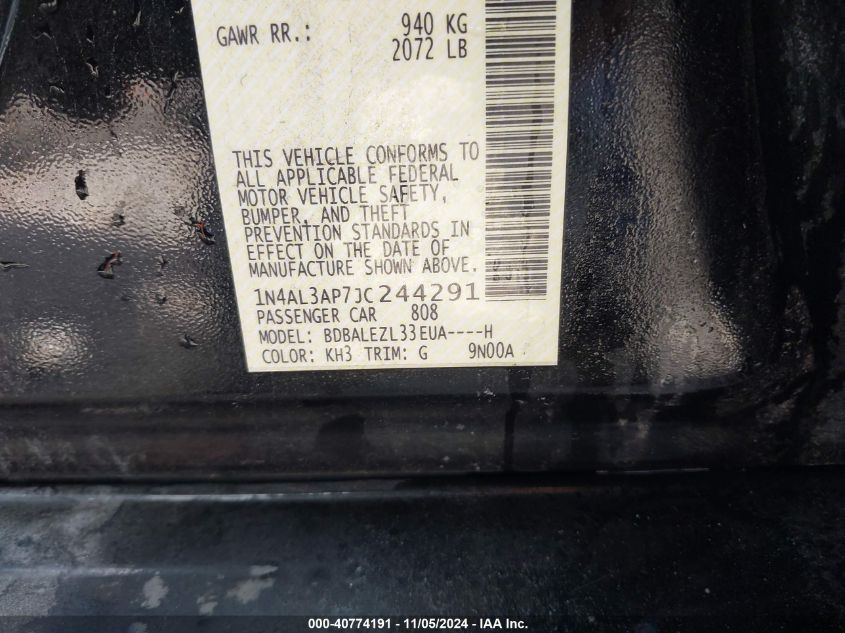 GAWR RR.: 940 KG
2072 LB
THIS VEHICLE CONFORMS TO
ALL APPLICABLE FEDERAL
MOTOR VEHICLE SAFETY,
BUMPER, AND THEFT
PREVENTION STANDARDS IN
EFFECT ON THE DATE OF
MANUFACTURE SHOWN ABOVE.
1N4AL3AP7JC244291
PASSENGER CAR 808
MODEL: BDBALEZL33EUA----H
COLOR: KH3 TRIM: G 9N00A
000-40774191 - 11/05/2024 - IAA Inc.